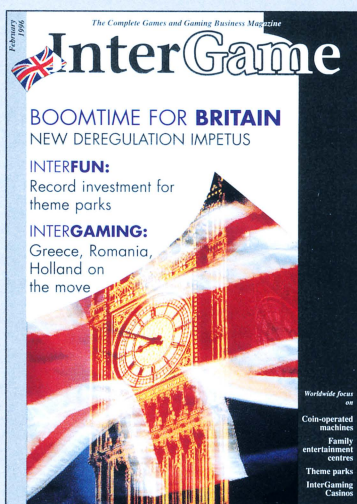 February
1996
The Complete Games and Gaming Business Magazine
InterGame
BOOMTIME FOR BRITAIN
NEW DEREGULATION IMPETUS
INTERFUN:
Record investment for
theme parks
INTERGAMING:
Greece, Romania,
Holland on
the move
Worldwide focus
on
Coin-operated
machines
Family
entertainment
centres
Theme parks
InterGaming
Casino